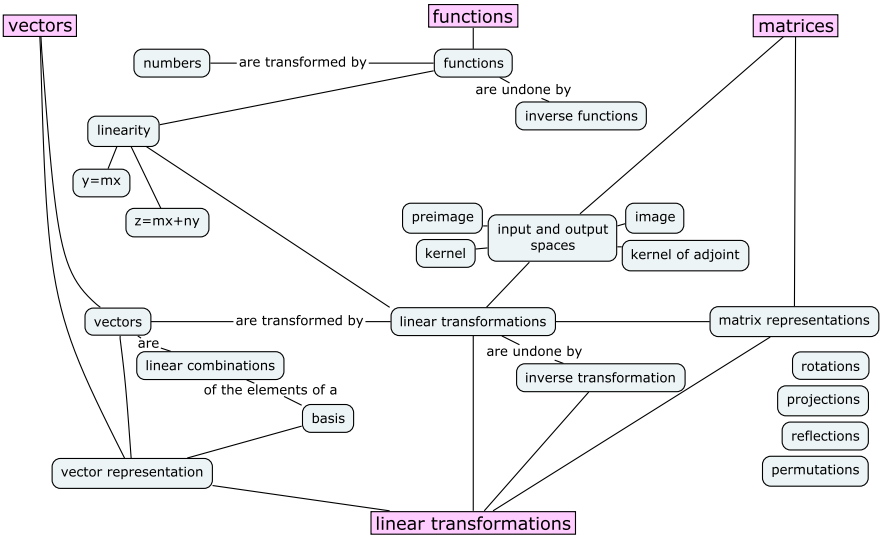 vectors
functions
matrices
numbers
are transformed by
functions
are undone by
inverse functions
linearity
y=mx
z=mx+ny
preimage
input and output
spaces
image
kernel
kernel of adjoint
vectors
are transformed by
linear transformations
matrix representations
are
linear combinations
are undone by
inverse transformation
rotations
of the elements of a
basis
projections
reflections
vector representation
permutations
linear transformations